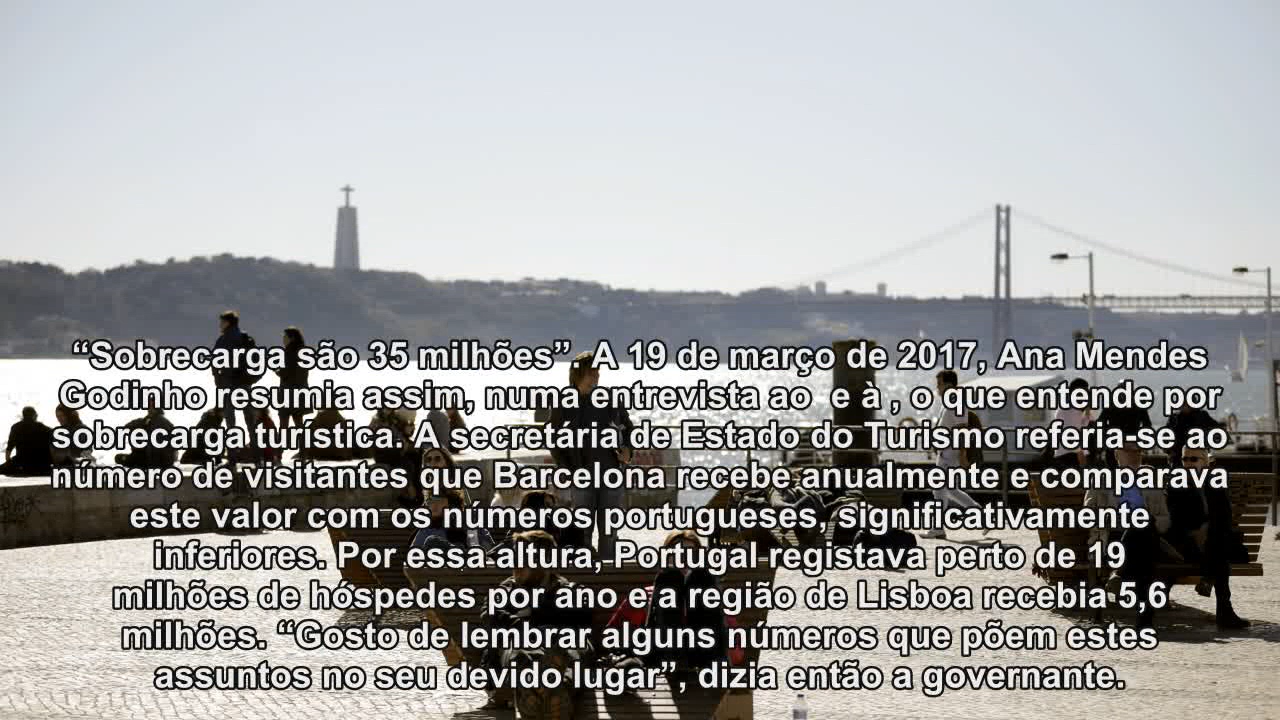 “Sobrecarga são 35 milhões” . A 19 de março de 2017, Ana Mendes
Godinho resumia assim, numa entrevista ao  e à , o que entende por
sobrecarga turística. A secretária de Estado do Turismo referia-se ao
número de visitantes que Barcelona recebe anualmente e comparava
este valor com os números portugueses, significativamente
inferiores. Por essa altura, Portugal registava perto de 19
milhões de hóspedes por ano e a região de Lisboa recebia 5,6
milhões. “Gosto de lembrar alguns números que põem estes
assuntos no seu devido lugar”, dizia então a governante.